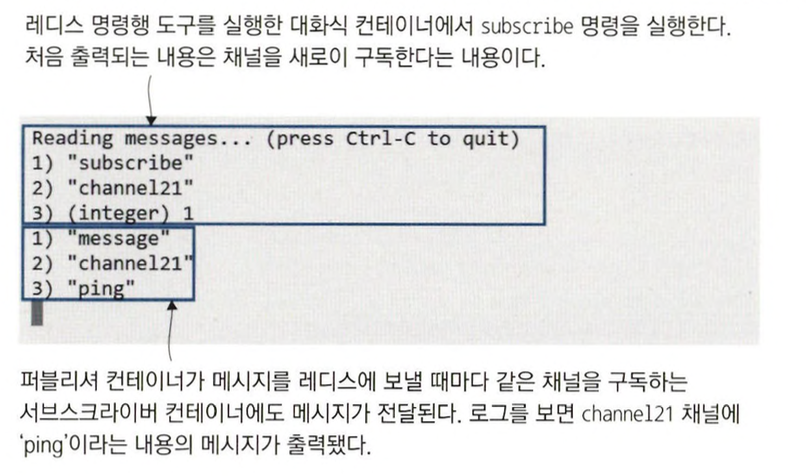 레디스 명령행 도구를 실행한 대화식 컨테이너에서 subscribe 명령을 실행한다.
처음 출력되는 내용은 채널을 새로이 구독한다는 내용이다.
Reading messages... (press Ctrl-C to quit)
1) "subscribe"
2) "channel21"
3) (integer) 1
1) "message"
2) "channel21"
3) "ping"
퍼블리셔 컨테이너가 메시지를 레디스에 보낼 때마다 같은 채널을 구독하는
서브스크라이버 컨테이너에도 메시지가 전달된다. 로그를 보면 channel21 채널에
‘ping’이라는 내용의 메시지가 출력됐다.